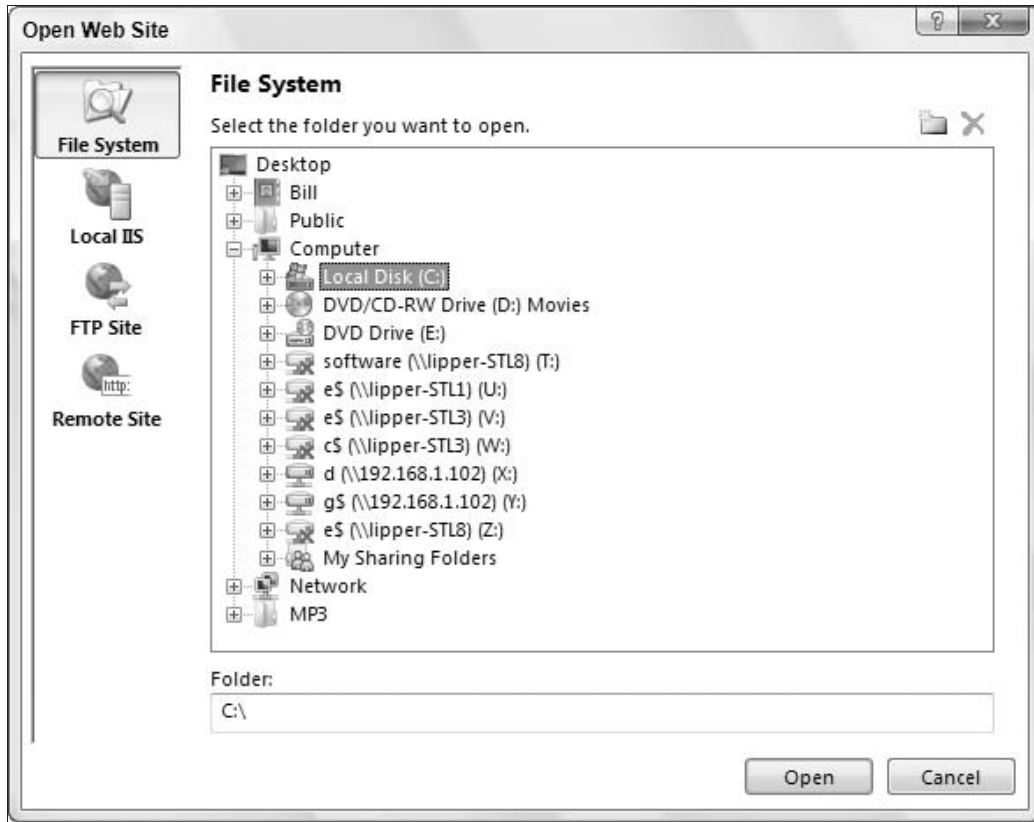 Open Web Site
File System
Local IIS
FTP Site
http:
Remote Site
File System
Select the folder you want to open.
Desktop
Bill
Public
Computer
Local Disk (C:)
DVD/CD-RW Drive (D:) Movies
DVD Drive (E:)
software (\\lipper-STL8) (T:)
e$ (\\lipper-STL1) (U:)
e$ (\\lipper-STL3) (V:)
c$ (\\lipper-STL3) (W:)
d (\\192.168.1.102) (X:)
g$ (\\192.168.1.102) (Y:)
e$ (\\lipper-STL8) (Z:)
My Sharing Folders
Network
MP3
Folder:
C:\
Open
Cancel